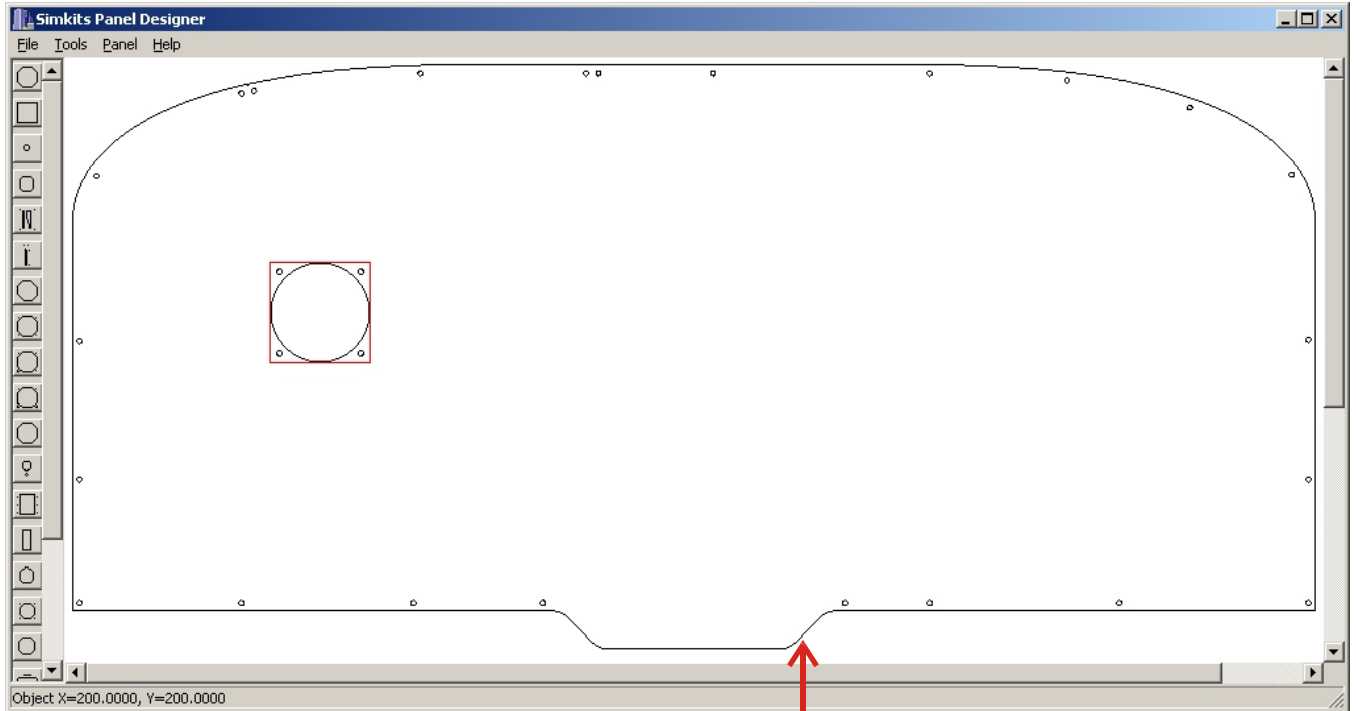 Simkits Panel Designer
File Tools Panel Help
Object X=200.0000, Y=200.0000